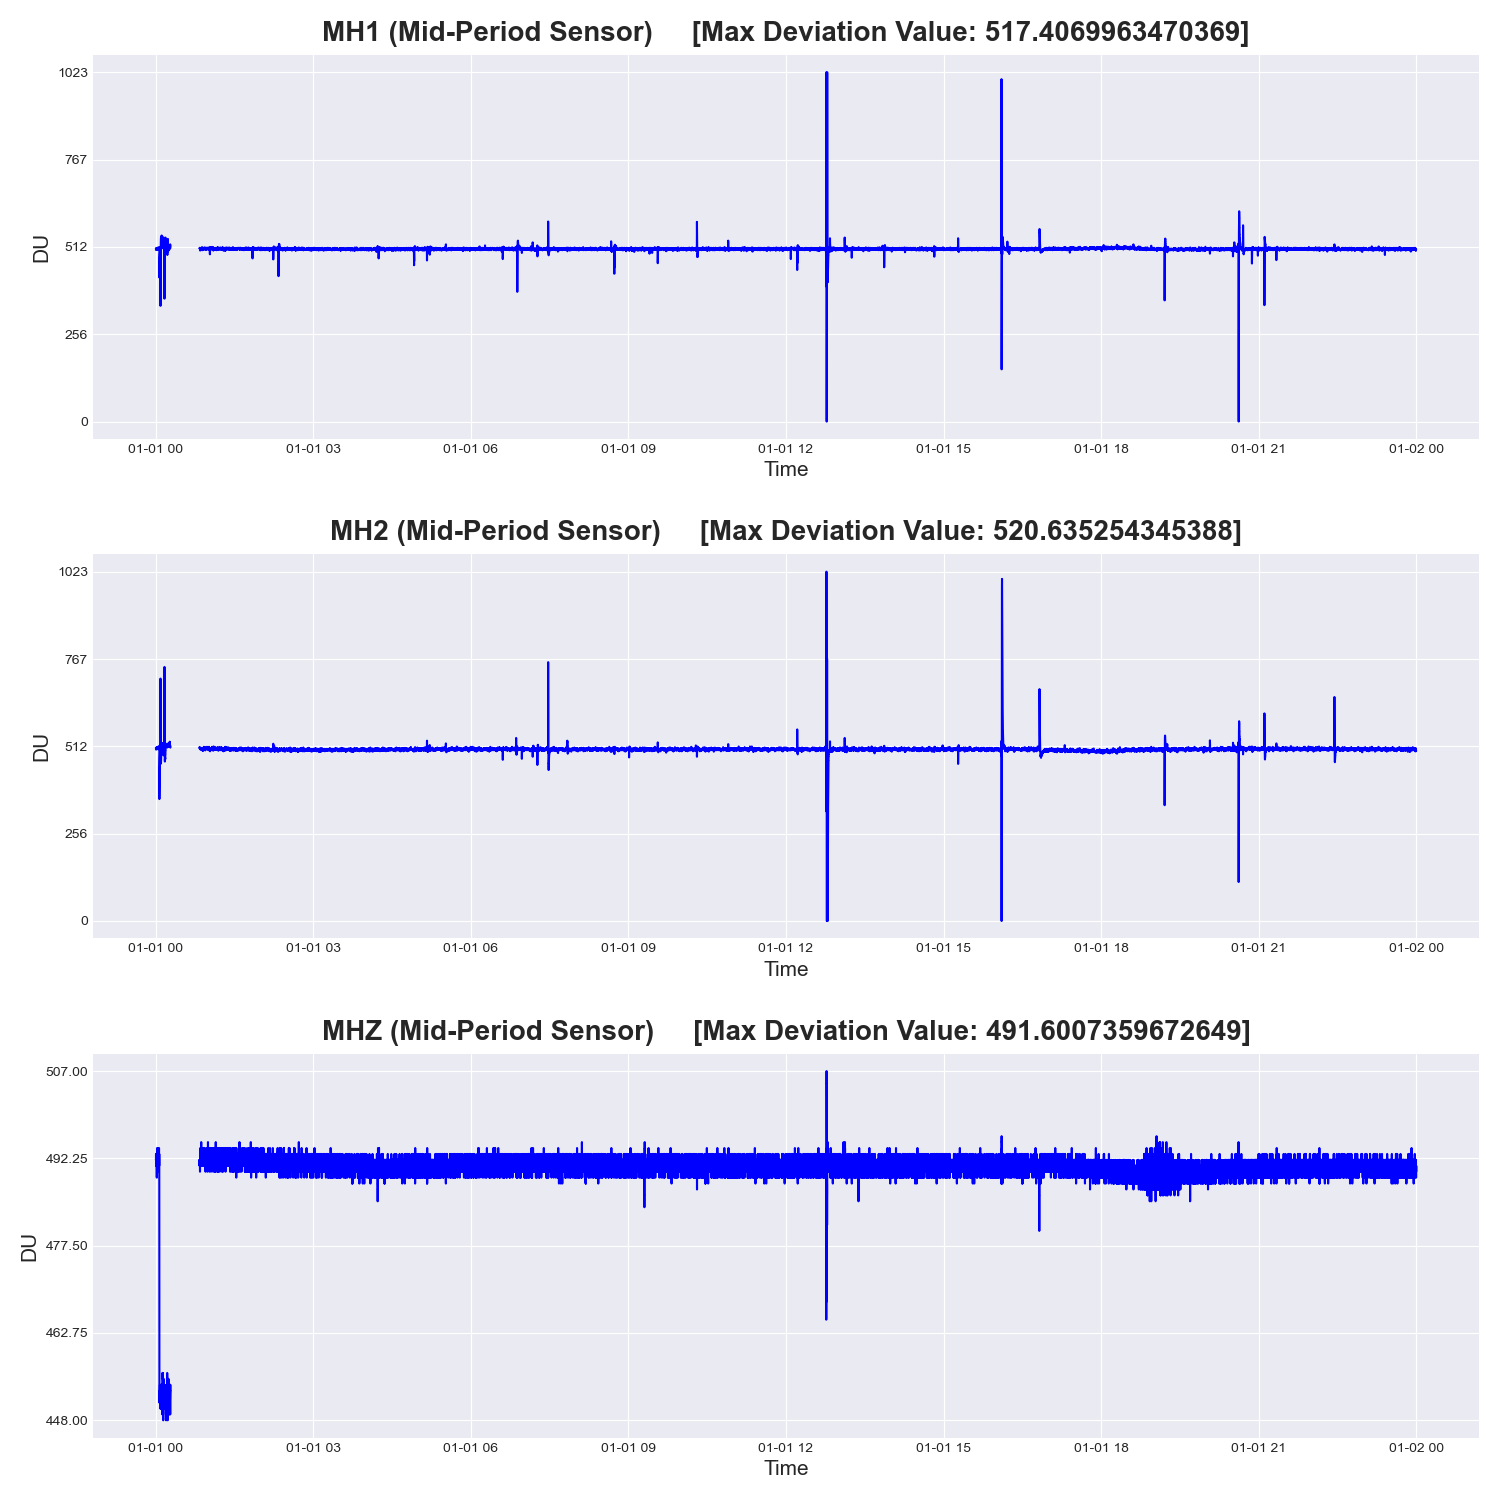 MH1 (Mid-Period Sensor) [Max Deviation Value: 517.4069963470369]
1023
767
512
256
0
DU
01-01 00 01-01 03 01-01 06 01-01 09 01-01 12 01-01 15 01-01 18 01-01 21 01-02 00
Time
MH2 (Mid-Period Sensor) [Max Deviation Value: 520.635254345388]
1023
767
512
256
0
DU
01-01 00 01-01 03 01-01 06 01-01 09 01-01 12 01-01 15 01-01 18 01-01 21 01-02 00
Time
MHZ (Mid-Period Sensor) [Max Deviation Value: 491.6007359672649]
507.00
492.25
477.50
462.75
448.00
DU
01-01 00 01-01 03 01-01 06 01-01 09 01-01 12 01-01 15 01-01 18 01-01 21 01-02 00
Time